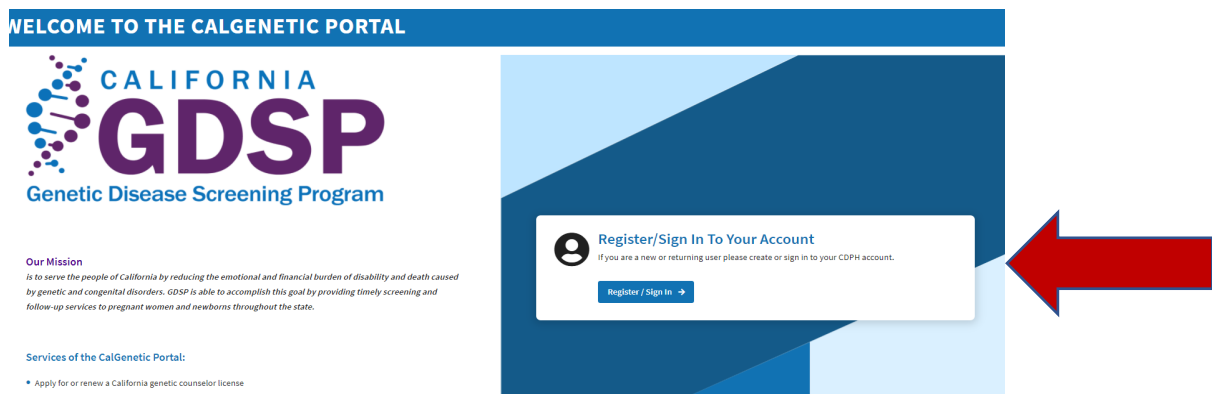 WELCOME TO THE CALGENETIC PORTAL
CALIFORNIA
GDSP
Genetic Disease Screening Program
Our Mission
is to serve the people of California by reducing the emotional and financial burden of disability and death caused
by genetic and congenital disorders. GDSP is able to accomplish this goal by providing timely screening and
follow-up services to pregnant women and newborns throughout the state.
Services of the CalGenetic Portal:
• Apply for or renew a California genetic counselor license
Register/Sign In To Your Account
If you are a new or returning user please create or sign in to your CDPH account.
Register / Sign In →